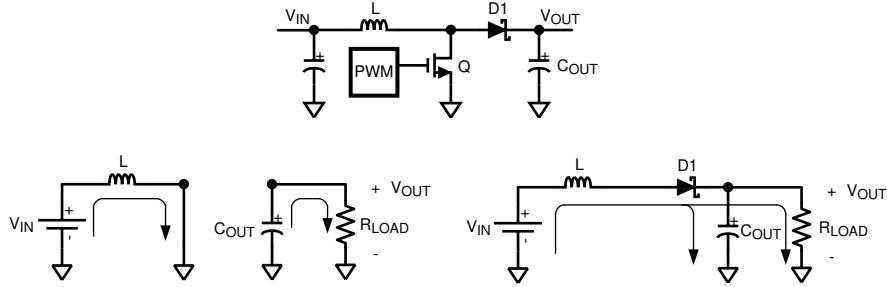 VIN
L
D1
VOUT
+
PWM
Q
+
COUT
L
VIN
+
-
COUT
+
+ VOUT
RLOAD
-
L
D1
VIN
+
-
+
COUT
+ VOUT
RLOAD
-